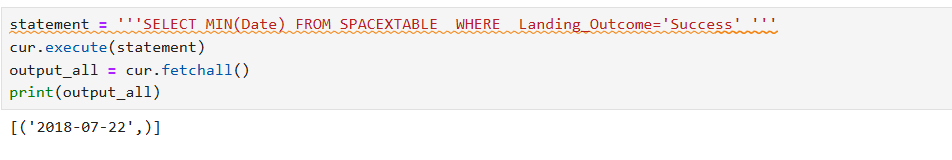 statement = '''SELECT MIN(Date) FROM SPACEXTABLE  WHERE  Landing_Outcome='Success' '''
cur.execute(statement)
output_all = cur.fetchall()
print(output_all)
[('2018-07-22',)]